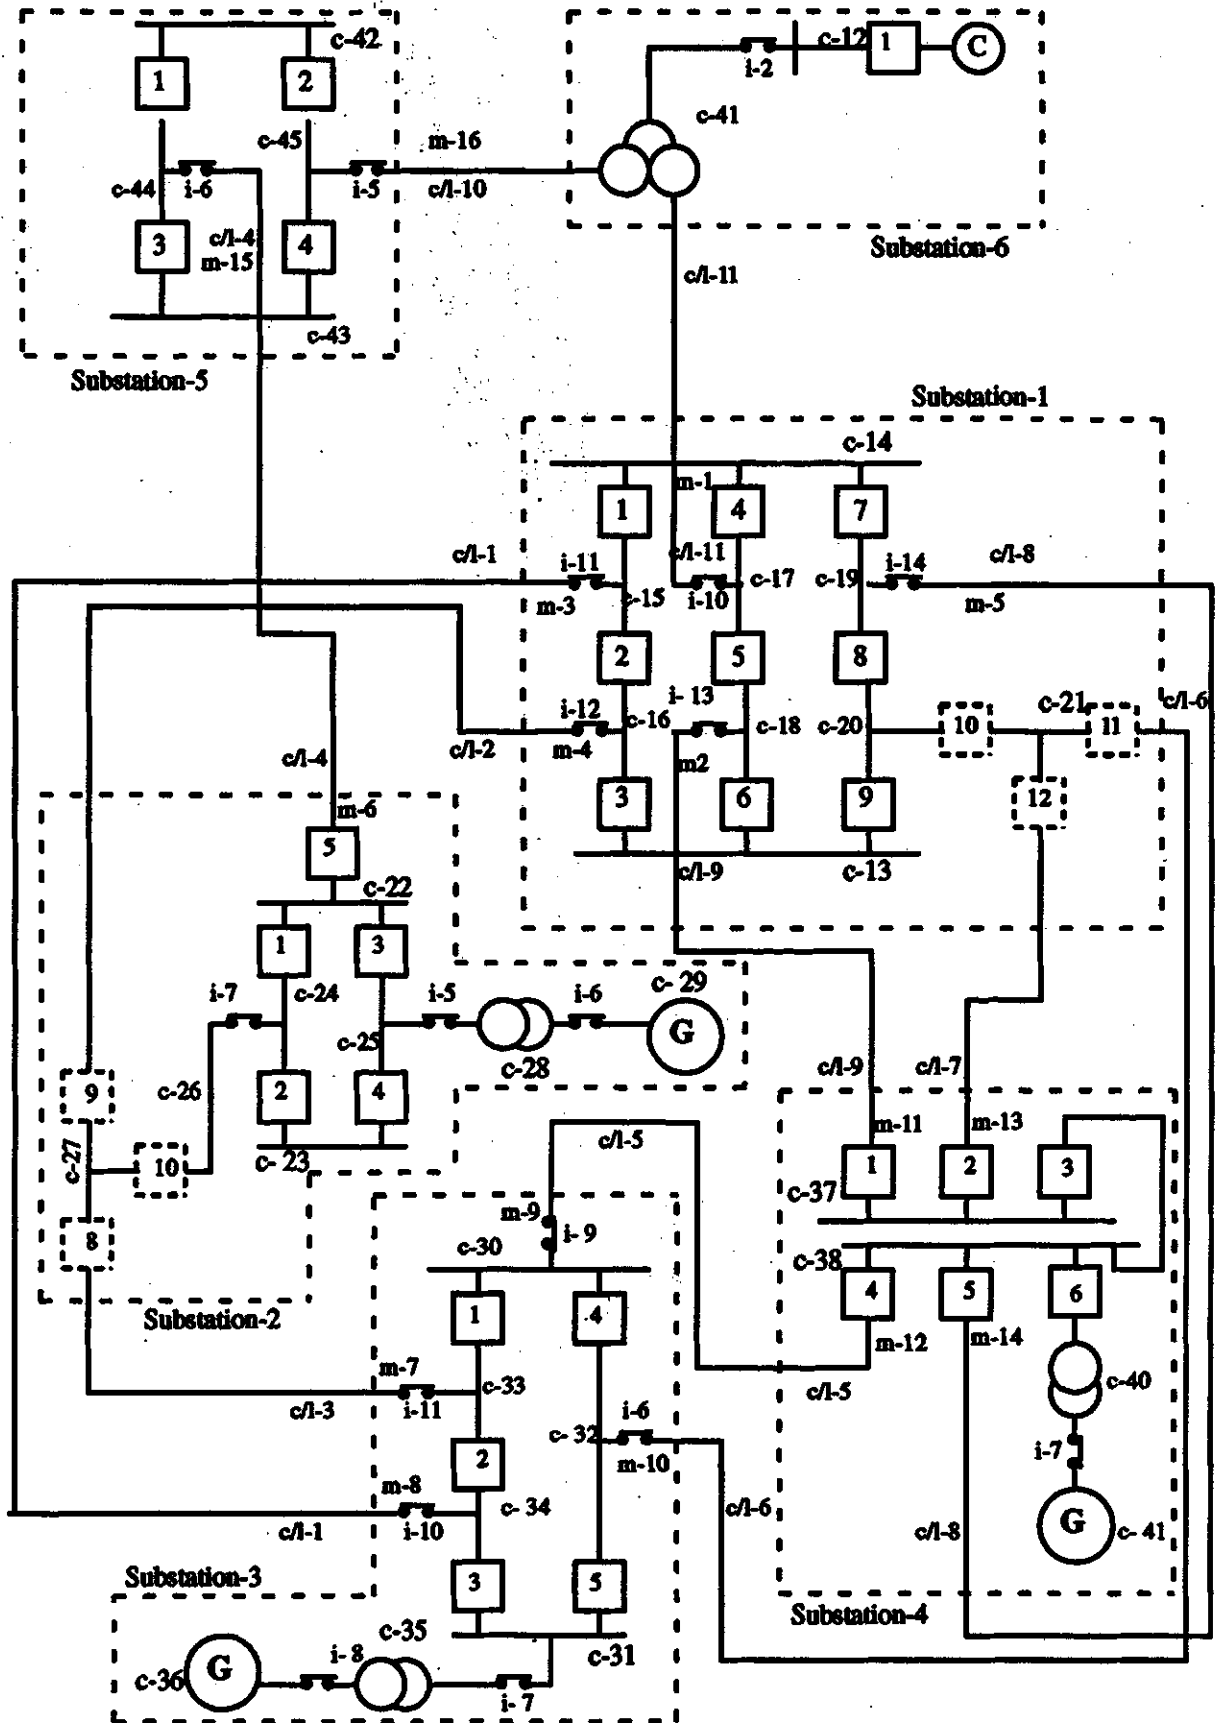 c-42
1
2
c-45
m-16
i-5
c/l-10
c-44
i-6
3
c/l-4
m-15
4
c-43
Substation-5
c-12
1
C
i-2
c-41
Substation-6
c/l-11
Substation-1
c-14
m-1
1
4
7
c/l-1
i-11
c/l-11
i-14
c/l-8
m-3
c-15
i-10
c-17
c-19
m-5
2
5
8
i-12
c-16
i- 13
c-18
c-20
10
c-21
11
c/l-6
c/l-2
m-4
m2
12
3
6
9
c/l-9
c-13
c/l-4
m-6
5
c-22
1
3
i-7
c-24
i-5
i-6
c- 29
G
c-25
c-28
c-26
2
4
9
c-27
10
c- 23
8
Substation-2
c/l-9
c/l-7
c/l-5
m-11
m-13
1
2
3
c-37
c-38
4
5
6
m-12
m-14
c/l-5
c-40
i-7
G
c- 41
c/l-8
Substation-4
m-9
i- 9
c-30
1
4
m-7
c-33
c/l-3
i-11
i-6
c- 32
m-10
2
m-8
c- 34
c/l-6
c/l-1
i-10
3
5
Substation-3
c-35
c-31
c-36
G
i- 8
i- 7